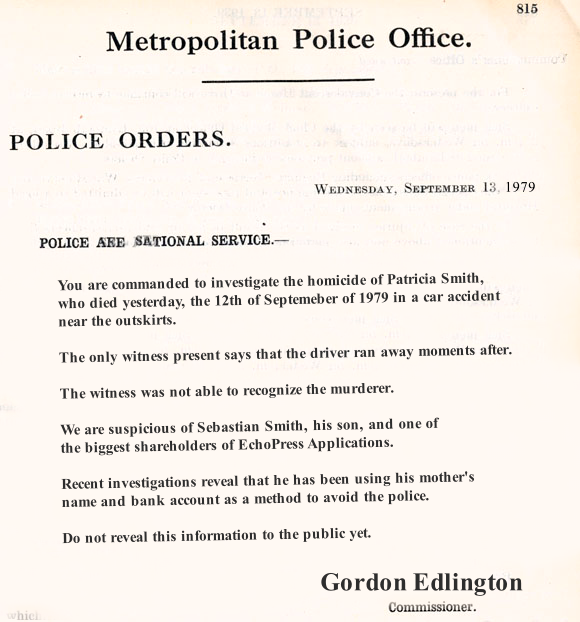 815
Metropolitan Police Office.
POLICE ORDERS.
WEDNESDAY, SEPTEMBER 13, 1979
POLICE ARE SATIONAL SERVICE.—
You are commanded to investigate the homicide of Patricia Smith,
who died yesterday, the 12th of Septemeber of 1979 in a car accident
near the outskirts.
The only witness present says that the driver ran away moments after.
The witness was not able to recognize the murderer.
We are suspicious of Sebastian Smith, his son, and one of
the biggest shareholders of EchoPress Applications.
Recent investigations reveal that he has been using his mother's
name and bank account as a method to avoid the police.
Do not reveal this information to the public yet.
Gordon Edlington
Commissioner.
which